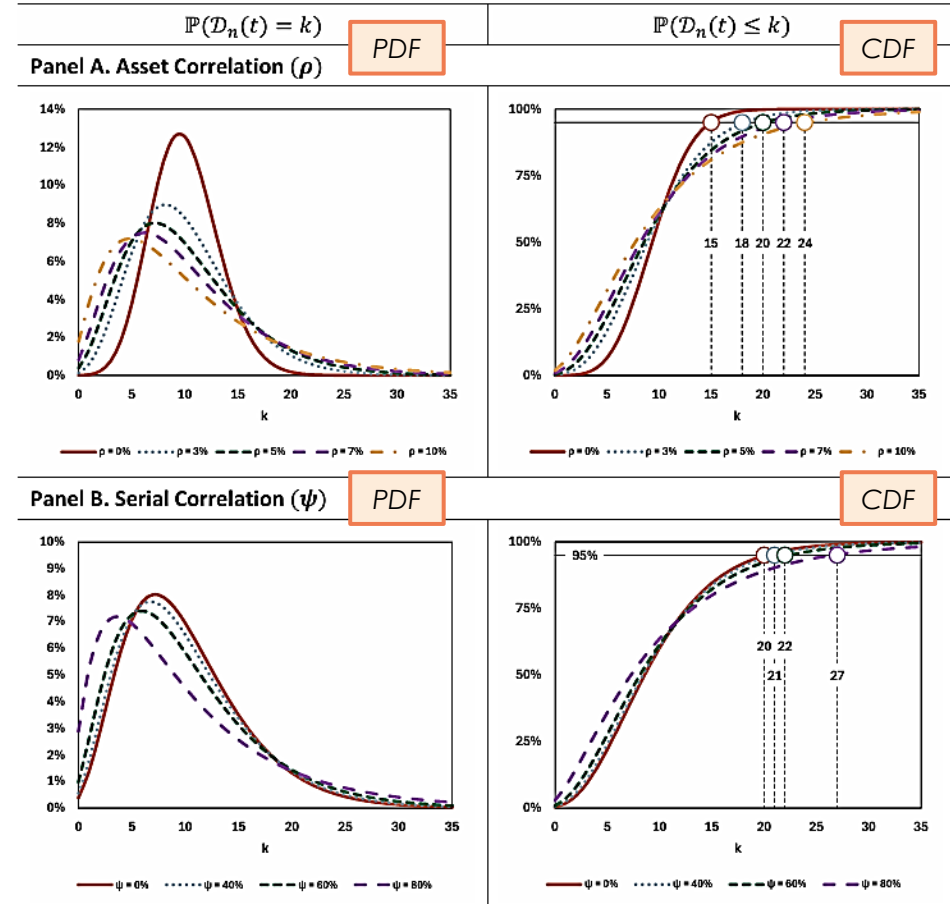 ℙ(𝒟ₙ(t) = k)
PDF
ℙ(𝒟ₙ(t) ≤ k)
CDF
Panel A. Asset Correlation (ρ)
14%
12%
10%
8%
6%
4%
2%
0%
0 5 10 15 20 25 30 35
k
ρ = 0% ρ = 3% ρ = 5% ρ = 7% ρ = 10%
100%
75%
50%
25%
0%
15 18 20 22 24
0 5 10 15 20 25 30 35
k
ρ = 0% ρ = 3% ρ = 5% ρ = 7% ρ = 10%
Panel B. Serial Correlation (ψ)
PDF
CDF
10%
9%
8%
7%
6%
5%
4%
3%
2%
1%
0%
0 5 10 15 20 25 30 35
k
ψ = 0% ψ = 40% ψ = 60% ψ = 80%
100%
75%
50%
25%
0%
95%
20 22
21 27
0 5 10 15 20 25 30 35
k
ψ = 0% ψ = 40% ψ = 60% ψ = 80%